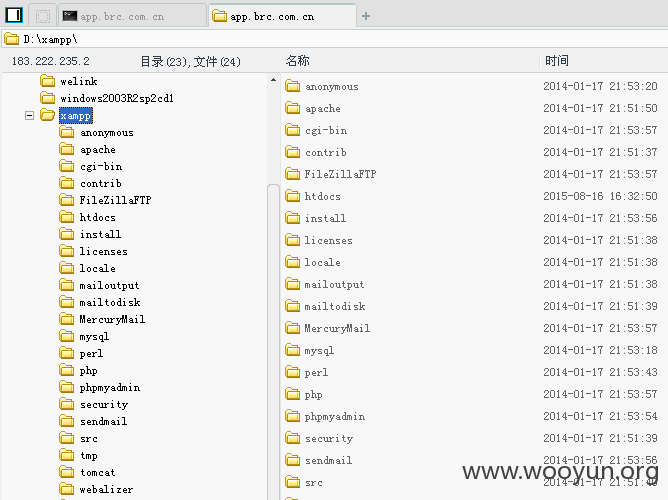 app.brc.com.cn
app.brc.com.cn
D:\xampp\
183.222.235.2 目录(23),文件(24)
名称 时间
welink
windows2003R2sp2cd1
xampp
anonymous
apache
cgi-bin
contrib
FileZillaFTP
htdocs
install
licenses
locale
mailoutput
mailtodisk
MercuryMail
mysql
perl
php
phpmyadmin
security
sendmail
src
tmp
tomcat
webalizer
anonymous 2014-01-17 21:53:20
apache 2014-01-17 21:51:50
cgi-bin 2014-01-17 21:53:57
contrib 2014-01-17 21:51:37
FileZillaFTP 2014-01-17 21:53:57
htdocs 2015-08-16 16:32:50
install 2014-01-17 21:53:56
licenses 2014-01-17 21:51:38
locale 2014-01-17 21:51:38
mailoutput 2014-01-17 21:51:38
mailtodisk 2014-01-17 21:51:39
MercuryMail 2014-01-17 21:53:57
mysql 2014-01-17 21:53:18
perl 2014-01-17 21:53:43
php 2014-01-17 21:53:57
phpmyadmin 2014-01-17 21:53:54
security 2014-01-17 21:51:39
sendmail 2014-01-17 21:53:56
src 2014-01-17 21:51:40
www.wooyun.org